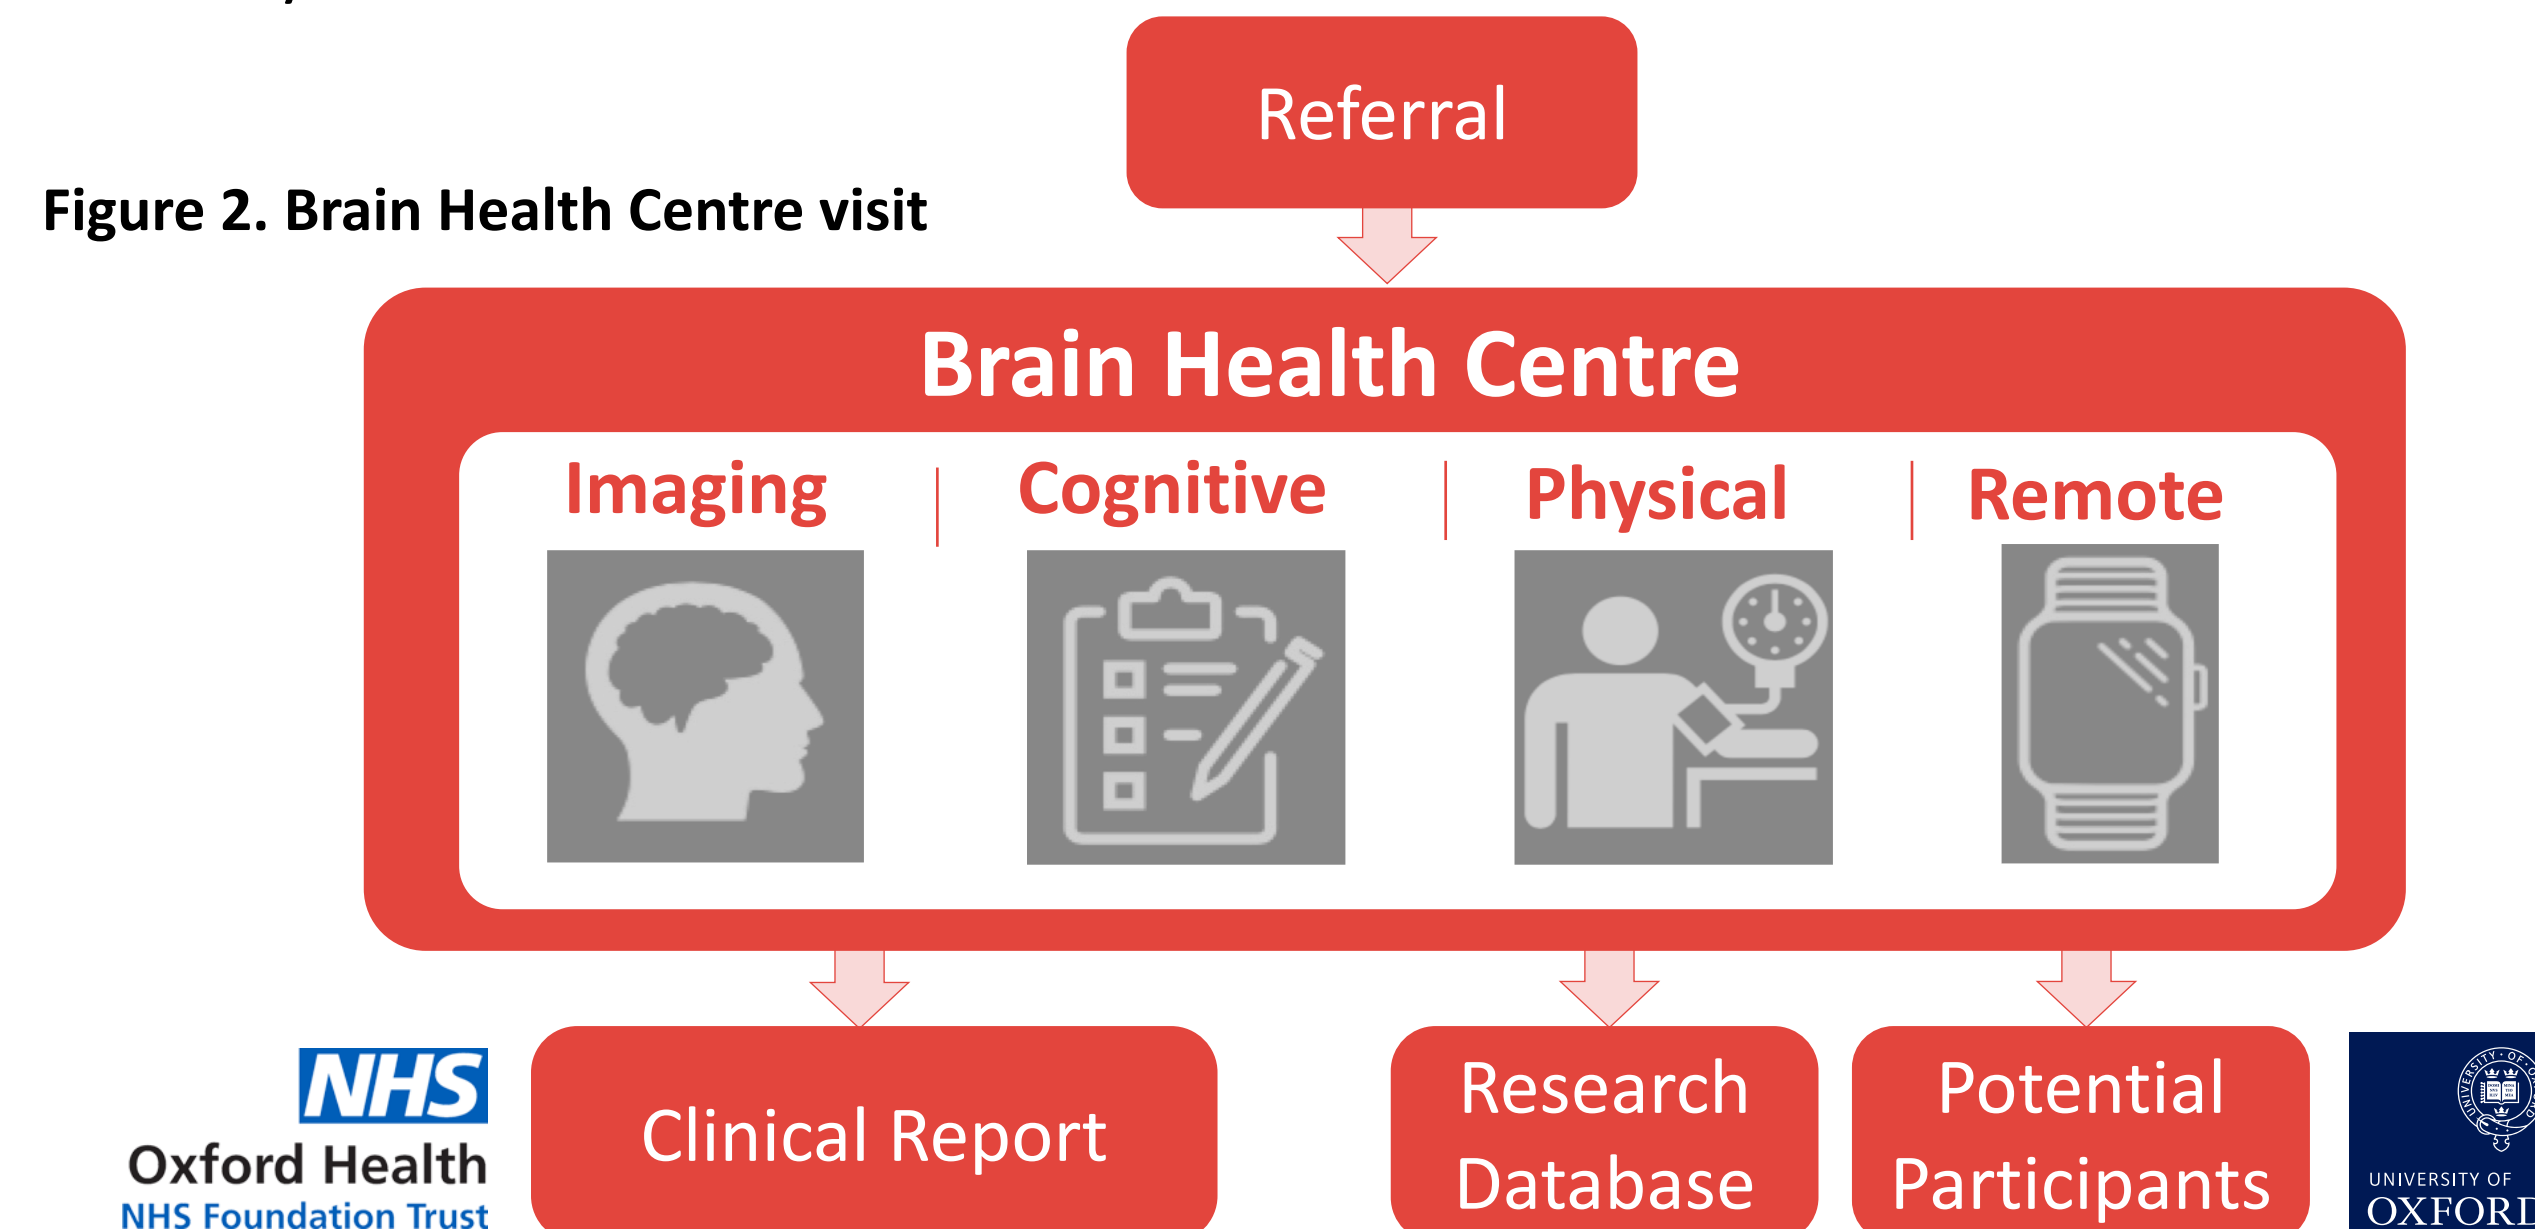 Referral
Figure 2. Brain Health Centre visit
Brain Health Centre
Imaging
Cognitive
Physical
Remote
NHS
Oxford Health
NHS Foundation Trust
Clinical Report
Research
Database
Potential
Participants
UNIVERSITY OF
OXFORD